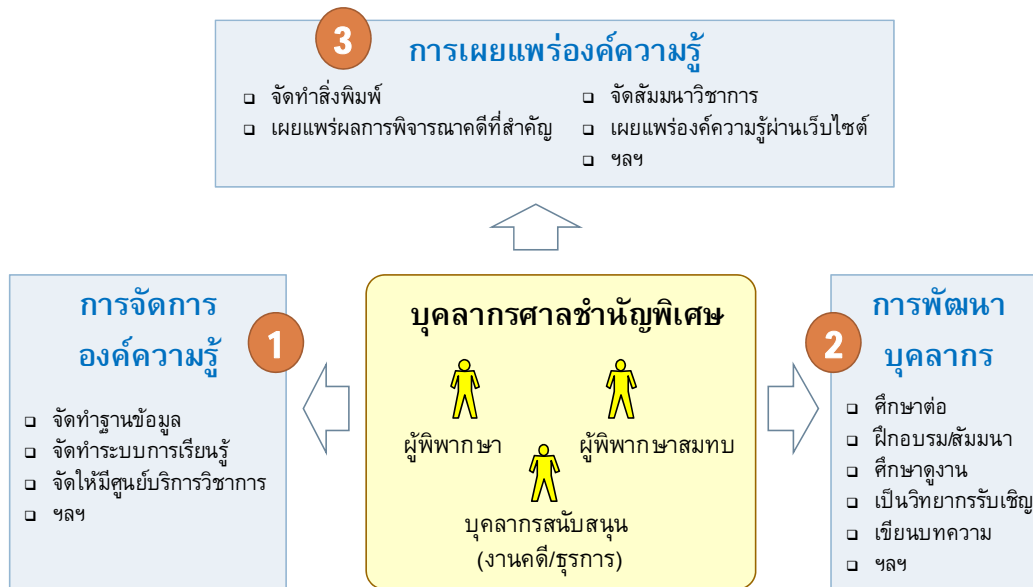 3
การเผยแพร่องค์ความรู้
จัดทำสิ่งพิมพ์
เผยแพร่ผลการพิจารณาคดีที่สำคัญ
จัดสัมมนาวิชาการ
เผยแพร่องค์ความรู้ผ่านเว็บไซต์
ฯลฯ
1
การจัดการ
องค์ความรู้
จัดทำฐานข้อมูล
จัดทำระบบการเรียนรู้
จัดให้มีศูนย์บริการวิชาการ
ฯลฯ
บุคลากรศาลชำนัญพิเศษ
ผู้พิพากษา
ผู้พิพากษาสมทบ
บุคลากรสนับสนุน
(งานคดี/ธุรการ)
2
การพัฒนา
บุคลากร
ศึกษาต่อ
ฝึกอบรม/สัมมนา
ศึกษาดูงาน
เป็นวิทยากรรับเชิญ
เขียนบทความ
ฯลฯ